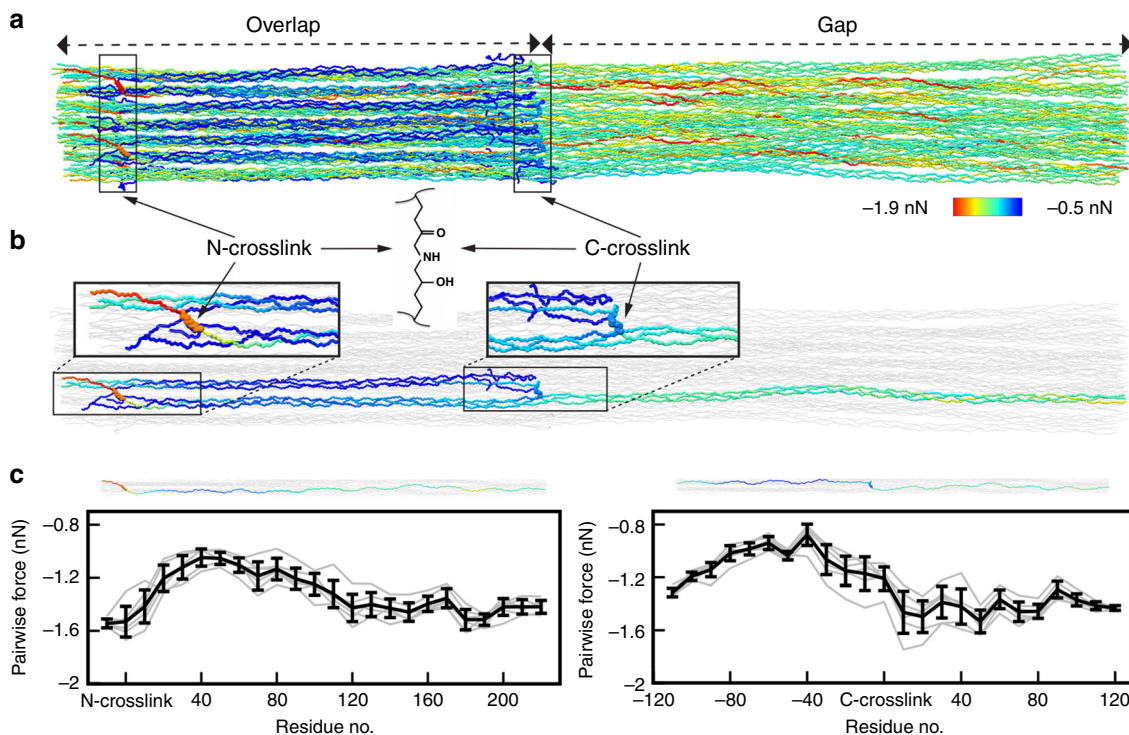 a
Overlap
Gap
–1.9 nN
–0.5 nN
b
N-crosslink
O
NH
OH
C-crosslink
c
Pairwise force (nN)
–0.8
–1.2
–1.6
–2
N-crosslink
40
80
120
160
200
Residue no.
Pairwise force (nN)
–0.8
–1.2
–1.6
–2
–120
–80
–40
C-crosslink
40
80
120
Residue no.